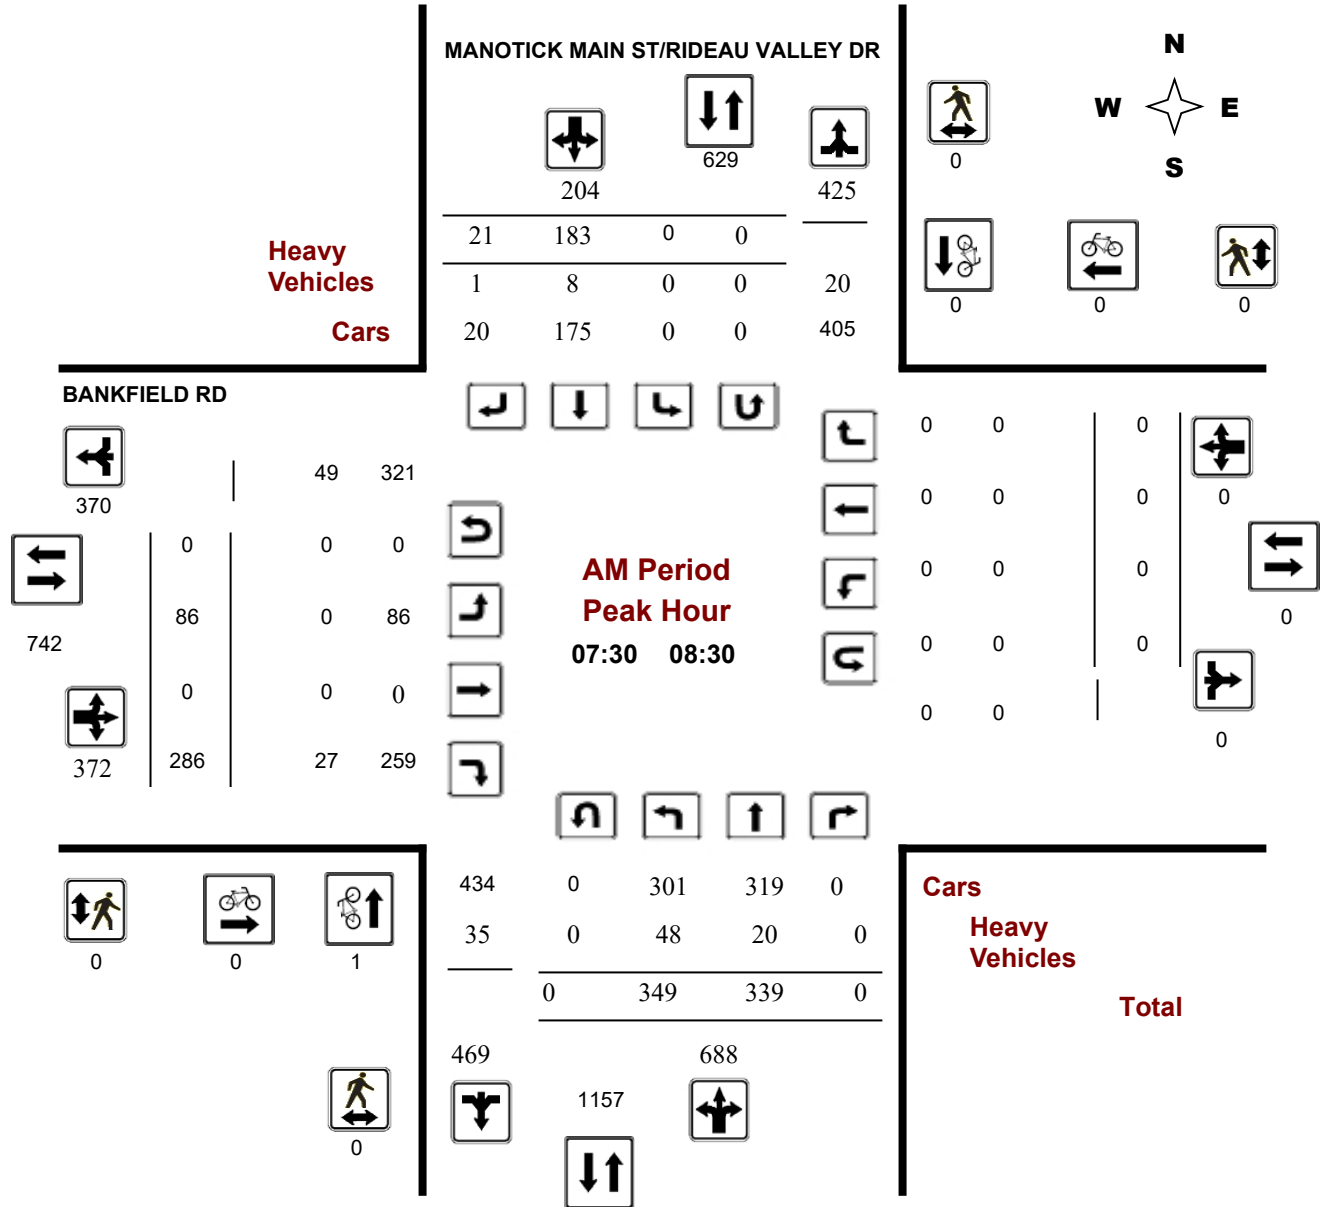 MANOTICK MAIN ST/RIDEAU VALLEY DR
N
W E
S
629
0
204 425
21 183 0 0
Heavy
Vehicles
1 8 0 0 20
0 0 0
Cars
20 175 0 0 405
BANKFIELD RD
0 0 0
49 321
370
0 0 0 0
0 0 0
AM Period
0 0 0
86 0 86
Peak Hour
0
742
07:30 08:30
0 0 0
0 0 0
0 0
0
372
286 27 259
434 0 301 319 0
Cars
35 0 48 20 0
Heavy
Vehicles
0 0 1
0 349 339 0
Total
469 688
1157
0